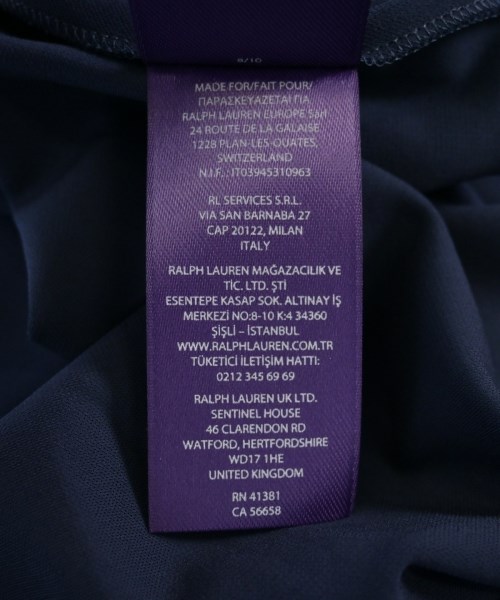 8/10
MADE FOR/FAIT POUR/
ΠΑΡΑΣΚΕΥΑΖΕΤΑΙ ΓΙΑ
RALPH LAUREN EUROPE Sàrl
24 ROUTE DE LA GALAISE
1228 PLAN-LES-OUATES,
SWITZERLAND
N.I.F. : IT03945310963
RL SERVICES S.R.L.
VIA SAN BARNABA 27
CAP 20122, MILAN
ITALY
RALPH LAUREN MAĞAZACILIK VE
TİC. LTD. ŞTİ
ESENTEPE KASAP SOK. ALTINAY İŞ
MERKEZİ NO:8-10 K:4 34360
ŞİŞLİ – İSTANBUL
WWW.RALPHLAUREN.COM.TR
TÜKETİCİ İLETİŞİM HATTI:
0212 345 69 69
RALPH LAUREN UK LTD.
SENTINEL HOUSE
46 CLARENDON RD
WATFORD, HERTFORDSHIRE
WD17 1HE
UNITED KINGDOM
RN 41381
CA 56658